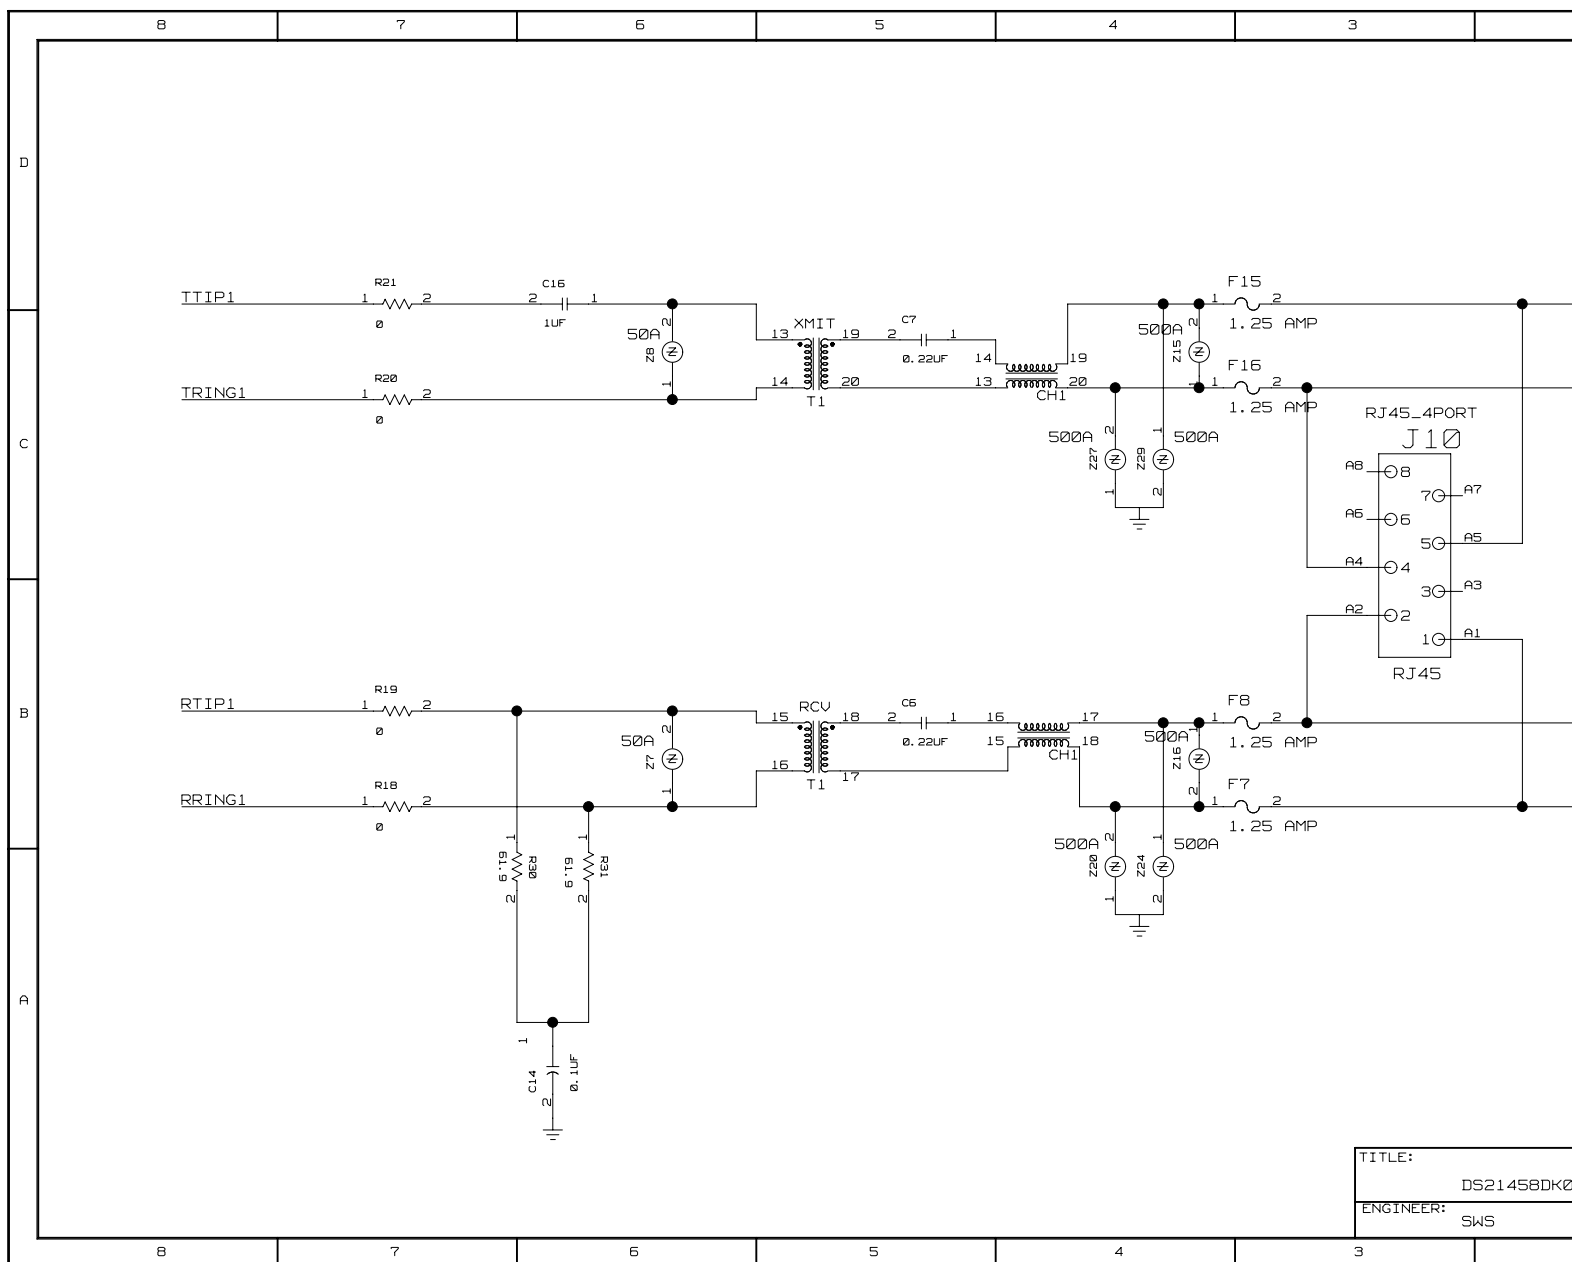 8 7 6 5 4 3
D
C
B
A
R21
C16
F15
TTIP1 1 2 2 1 1 2
0
1UF
50A 2
Z8
1
XMIT
13 19
C7
2 1
0.22UF
14 19
500A 2
Z15
1
1.25 AMP
F16
R20
TRING1 1 2
0
14 20
T1
13 20
CH1
1 2
1.25 AMP
RJ45_4PORT
J10
500A 2
Z27
1
1 500A
Z29
2
A8 8
7 A7
A6 6
5 A5
A4 4
3 A3
A2 2
1 A1
RJ45
R19
RTIP1 1 2
0
50A 2
Z7
1
RCV
15 18
C6
2 1
0.22UF
16 17
15 18
CH1
F8
1 2
1.25 AMP
500A 1
Z16
2
16 17
T1
R18
RRING1 1 2
0
F7
1 2
1.25 AMP
1
R30
61.9
2
1
R31
61.9
2
500A 2
Z20
1
1 500A
Z24
2
1
C14
0.1UF
2
TITLE:
DS21458DK0
ENGINEER:
SWS
8 7 6 5 4 3